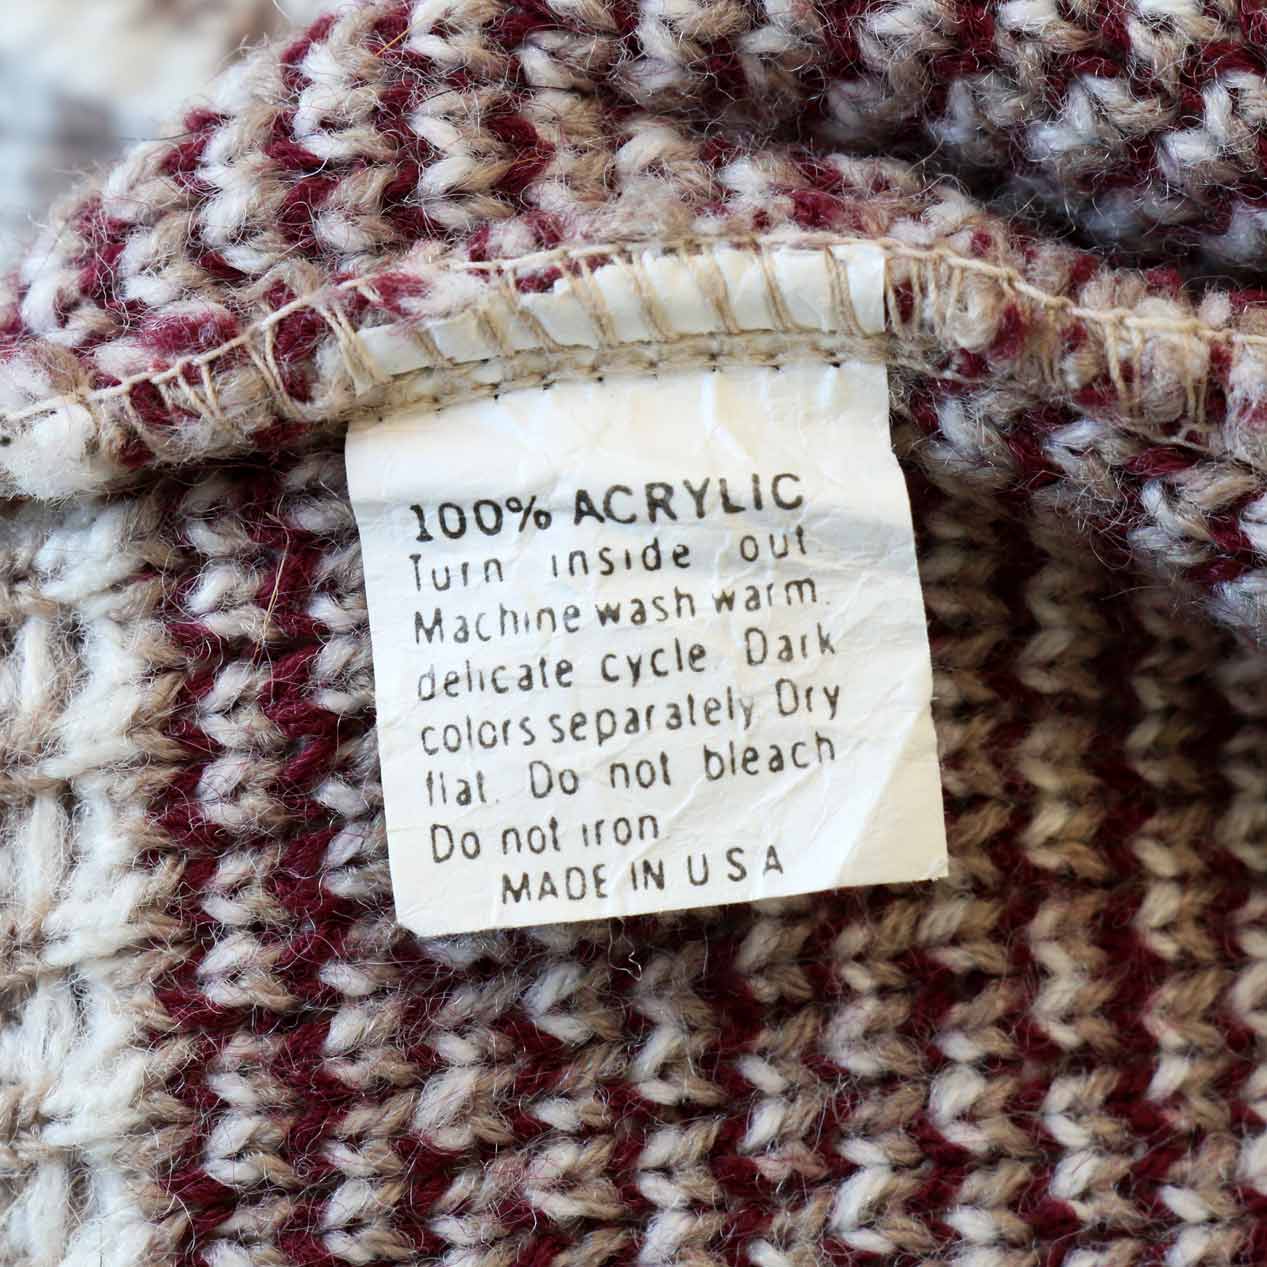 100% ACRYLIC
Turn inside out
Machine wash warm.
delicate cycle Dark
colors separately Dry
flat. Do not bleach
Do not iron
MADE IN U S A